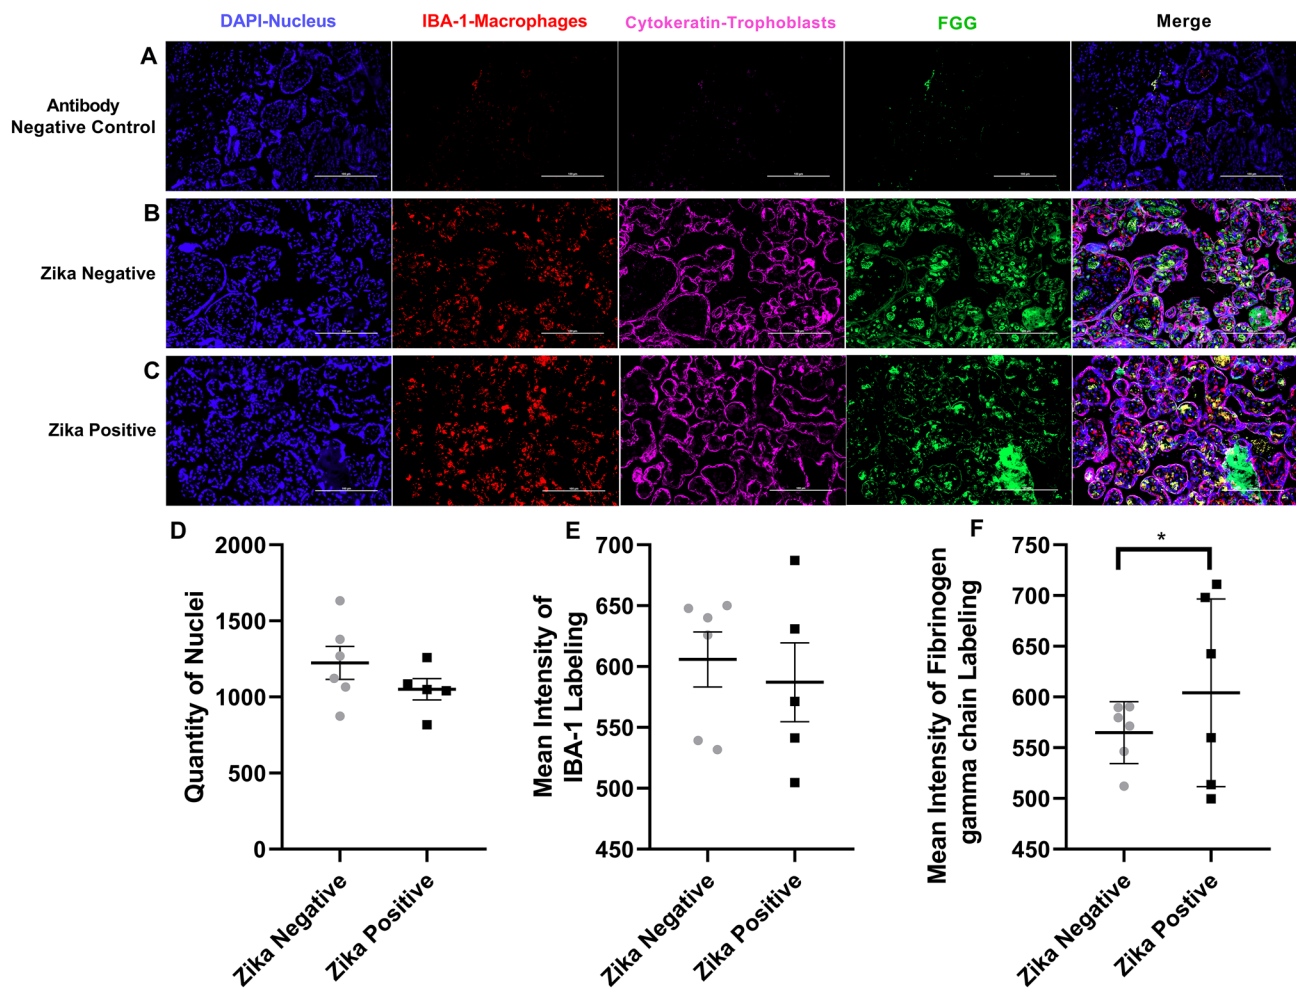 DAPI-Nucleus IBA-1-Macrophages Cytokeratin-Trophoblasts FGG Merge
A
Antibody
Negative Control
B
Zika Negative
C
Zika Positive
D
2000
1500
1000
500
0
Quantity of Nuclei
Zika Negative
Zika Positive
E
700
650
600
550
500
450
Mean Intensity of
IBA-1 Labeling
Zika Negative
Zika Positive
F
*
750
700
650
600
550
500
450
Mean Intensity of Fibrinogen
gamma chain Labeling
Zika Negative
Zika Postive